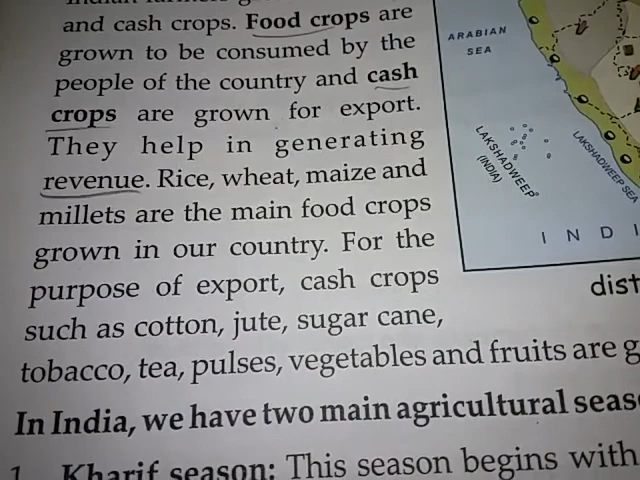 and cash crops. Food crops are
grown to be consumed by the
people of the country and cash
crops are grown for export.
They help in generating
revenue. Rice, wheat, maize and
millets are the main food crops
grown in our country. For the
purpose of export, cash crops
such as cotton, jute, sugar cane,
tobacco, tea, pulses, vegetables and fruits are g
In India, we have two main agricultural seas
1. Kharif season: This season begins with
ARABIAN
SEA
LAKSHADWEEP
(INDIA)
LAKSHADWEEP SEA
I N D I
dist